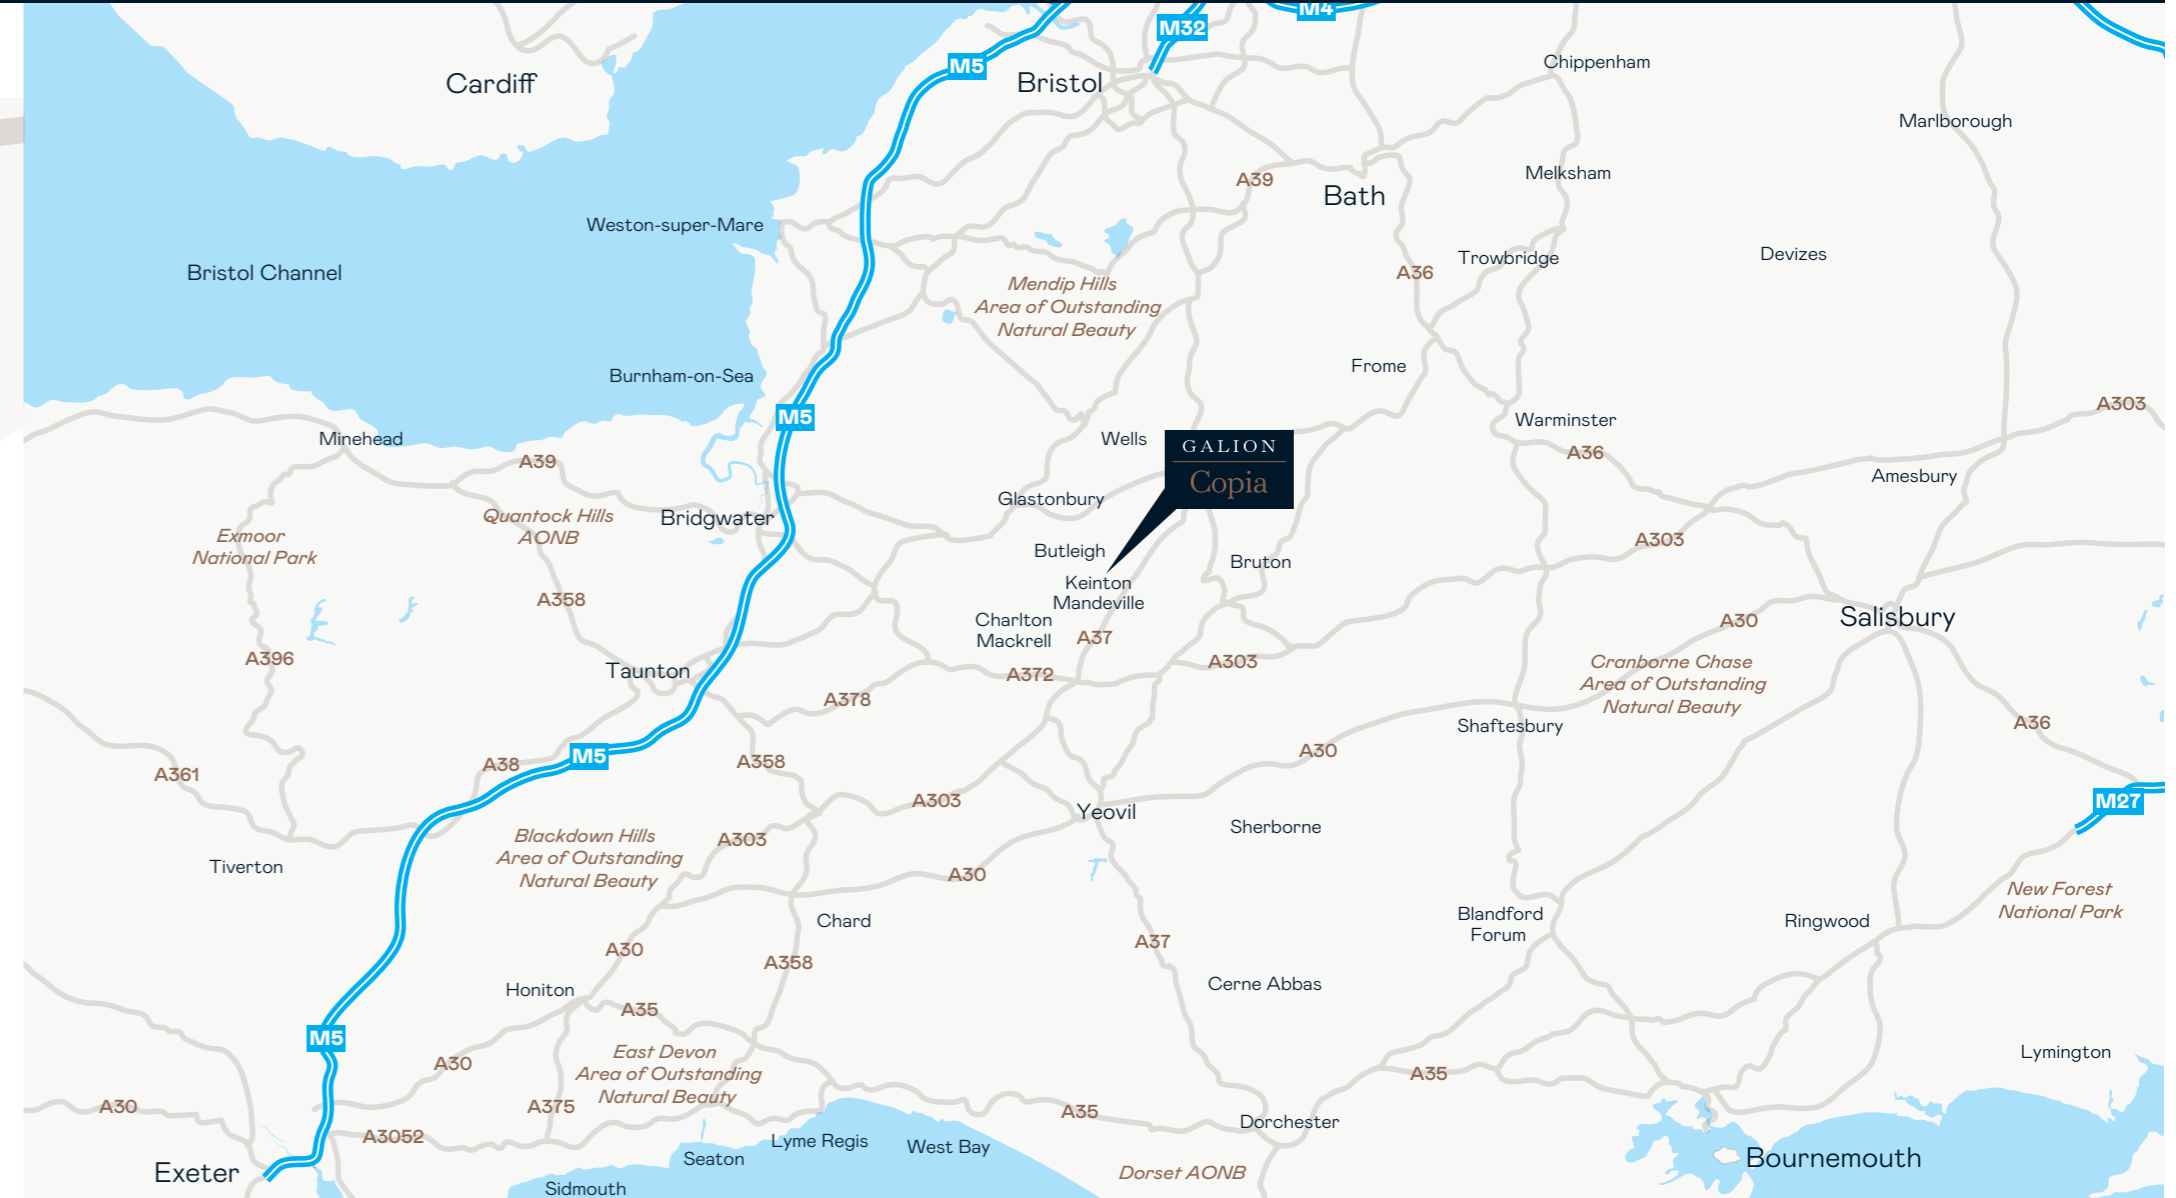 M4
M32
Chippenham
M5
Cardiff
Bristol
Marlborough
Melksham
A39
Bath
Weston-super-Mare
Devizes
Trowbridge
Bristol Channel
A36
Mendip Hills
Area of Outstanding
Natural Beauty
Frome
Burnham-on-Sea
A303
M5
Warminster
Minehead
Wells
GALION
Copia
A36
A39
Amesbury
Glastonbury
Quantock Hills
AONB
Bridgwater
Exmoor
National Park
A303
Butleigh
Bruton
Keinton
Mandeville
A358
Charlton
Mackrell
A37
A30
Salisbury
A396
A303
Cranborne Chase
Area of Outstanding
Natural Beauty
Taunton
A372
A378
Shaftesbury
A36
A30
M5
A38
A358
A361
A303
M27
Yeovil
Sherborne
Blackdown Hills
Area of Outstanding
Natural Beauty
A303
Tiverton
A30
New Forest
National Park
Chard
Blandford
Forum
Ringwood
A30
A37
A358
Cerne Abbas
Honiton
A35
M5
Lymington
East Devon
Area of Outstanding
Natural Beauty
A30
A35
A30
A375
A35
Dorchester
A3052
Lyme Regis
West Bay
Seaton
Bournemouth
Exeter
Dorset AONB
Sidmouth